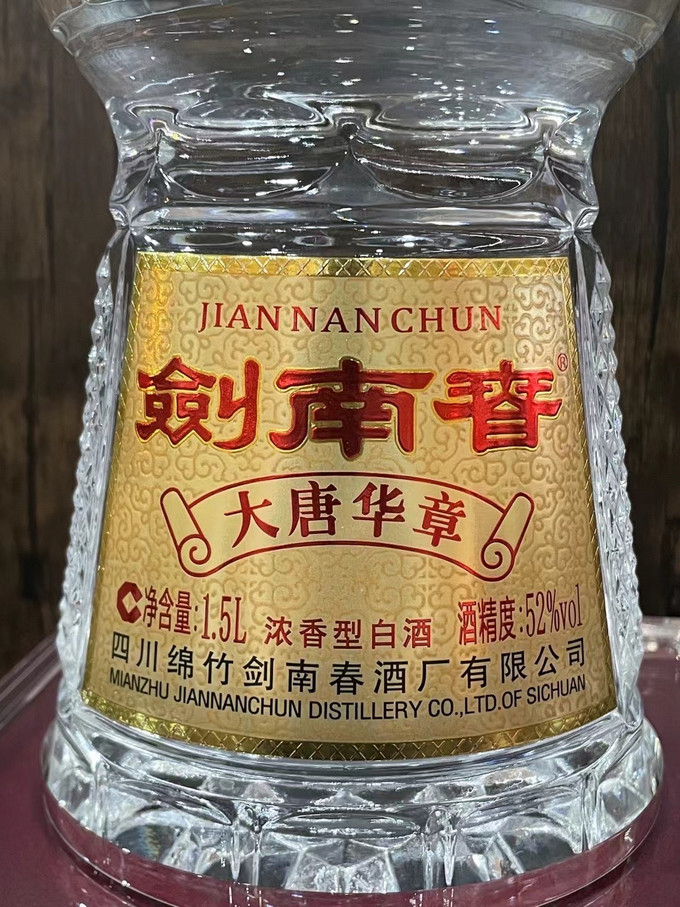 JIANNANCHUN
劍南春®
大唐华章
净含量:1.5L 浓香型白酒 酒精度:52%vol
四川绵竹剑南春酒厂有限公司
MIANZHU JIANNANCHUN DISTILLERY CO.,LTD.OF SICHUAN